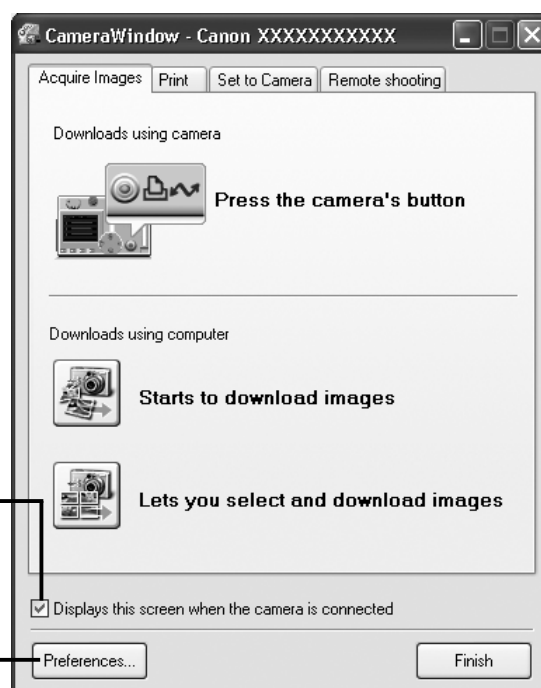 CameraWindow - Canon XXXXXXXXXXX
Acquire Images Print Set to Camera Remote shooting
Downloads using camera
Press the camera's button
Downloads using computer
Starts to download images
Lets you select and download images
Displays this screen when the camera is connected
Preferences... Finish